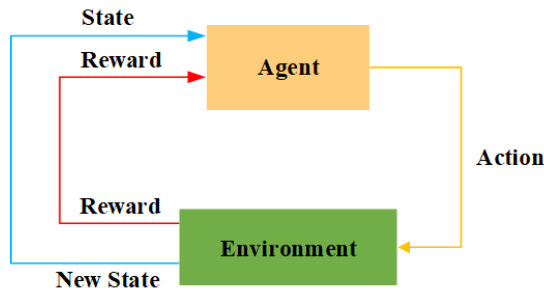 State
Reward
Agent
Action
Reward
Environment
New State